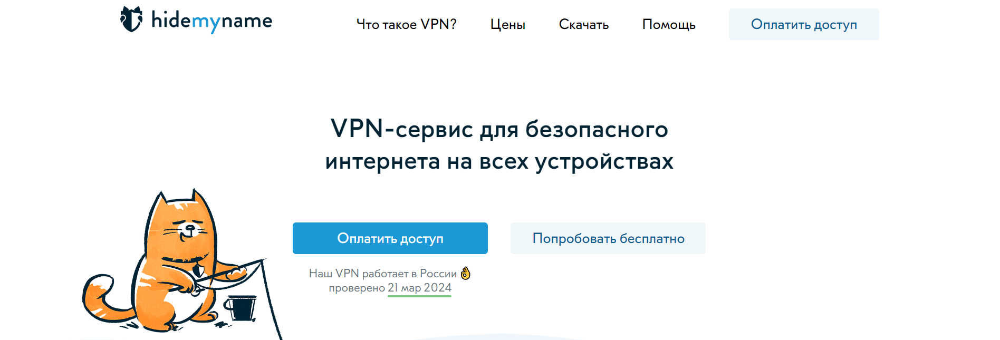 hidemyname
Что такое VPN?
Цены
Скачать
Помощь
Оплатить доступ
VPN-сервис для безопасного
интернета на всех устройствах
Оплатить доступ
Попробовать бесплатно
Наш VPN работает в России 👌
проверено 21 мар 2024